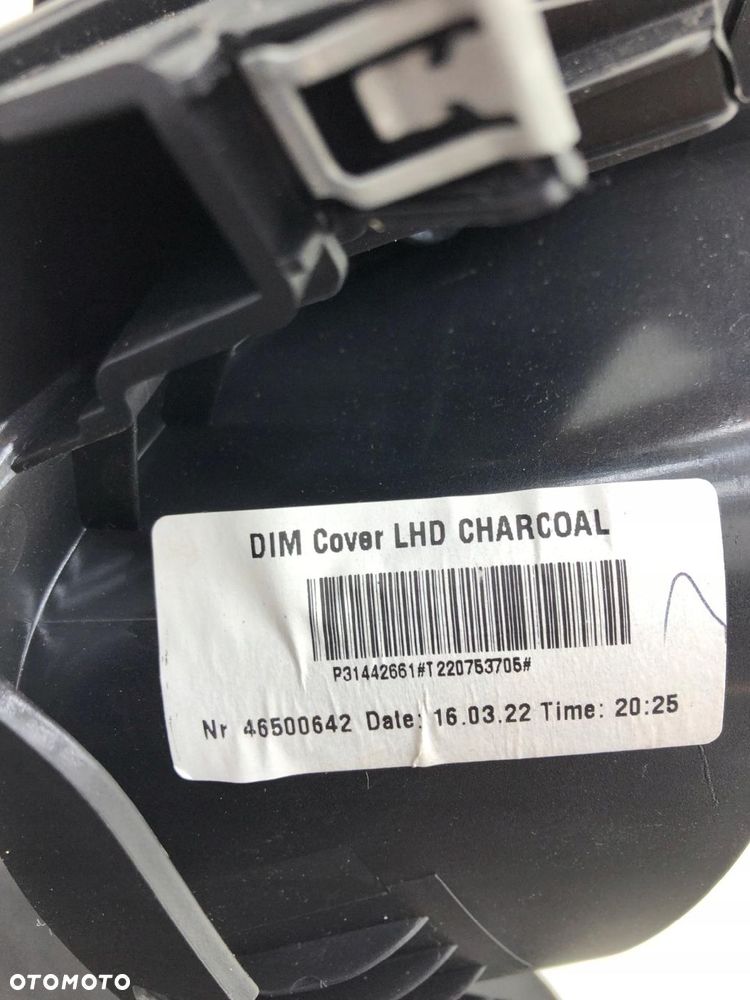 DIM Cover LHD CHARCOAL
P31442661#T220753705#
Nr 46500642 Date: 16.03.22 Time: 20:25
OTOMOTO